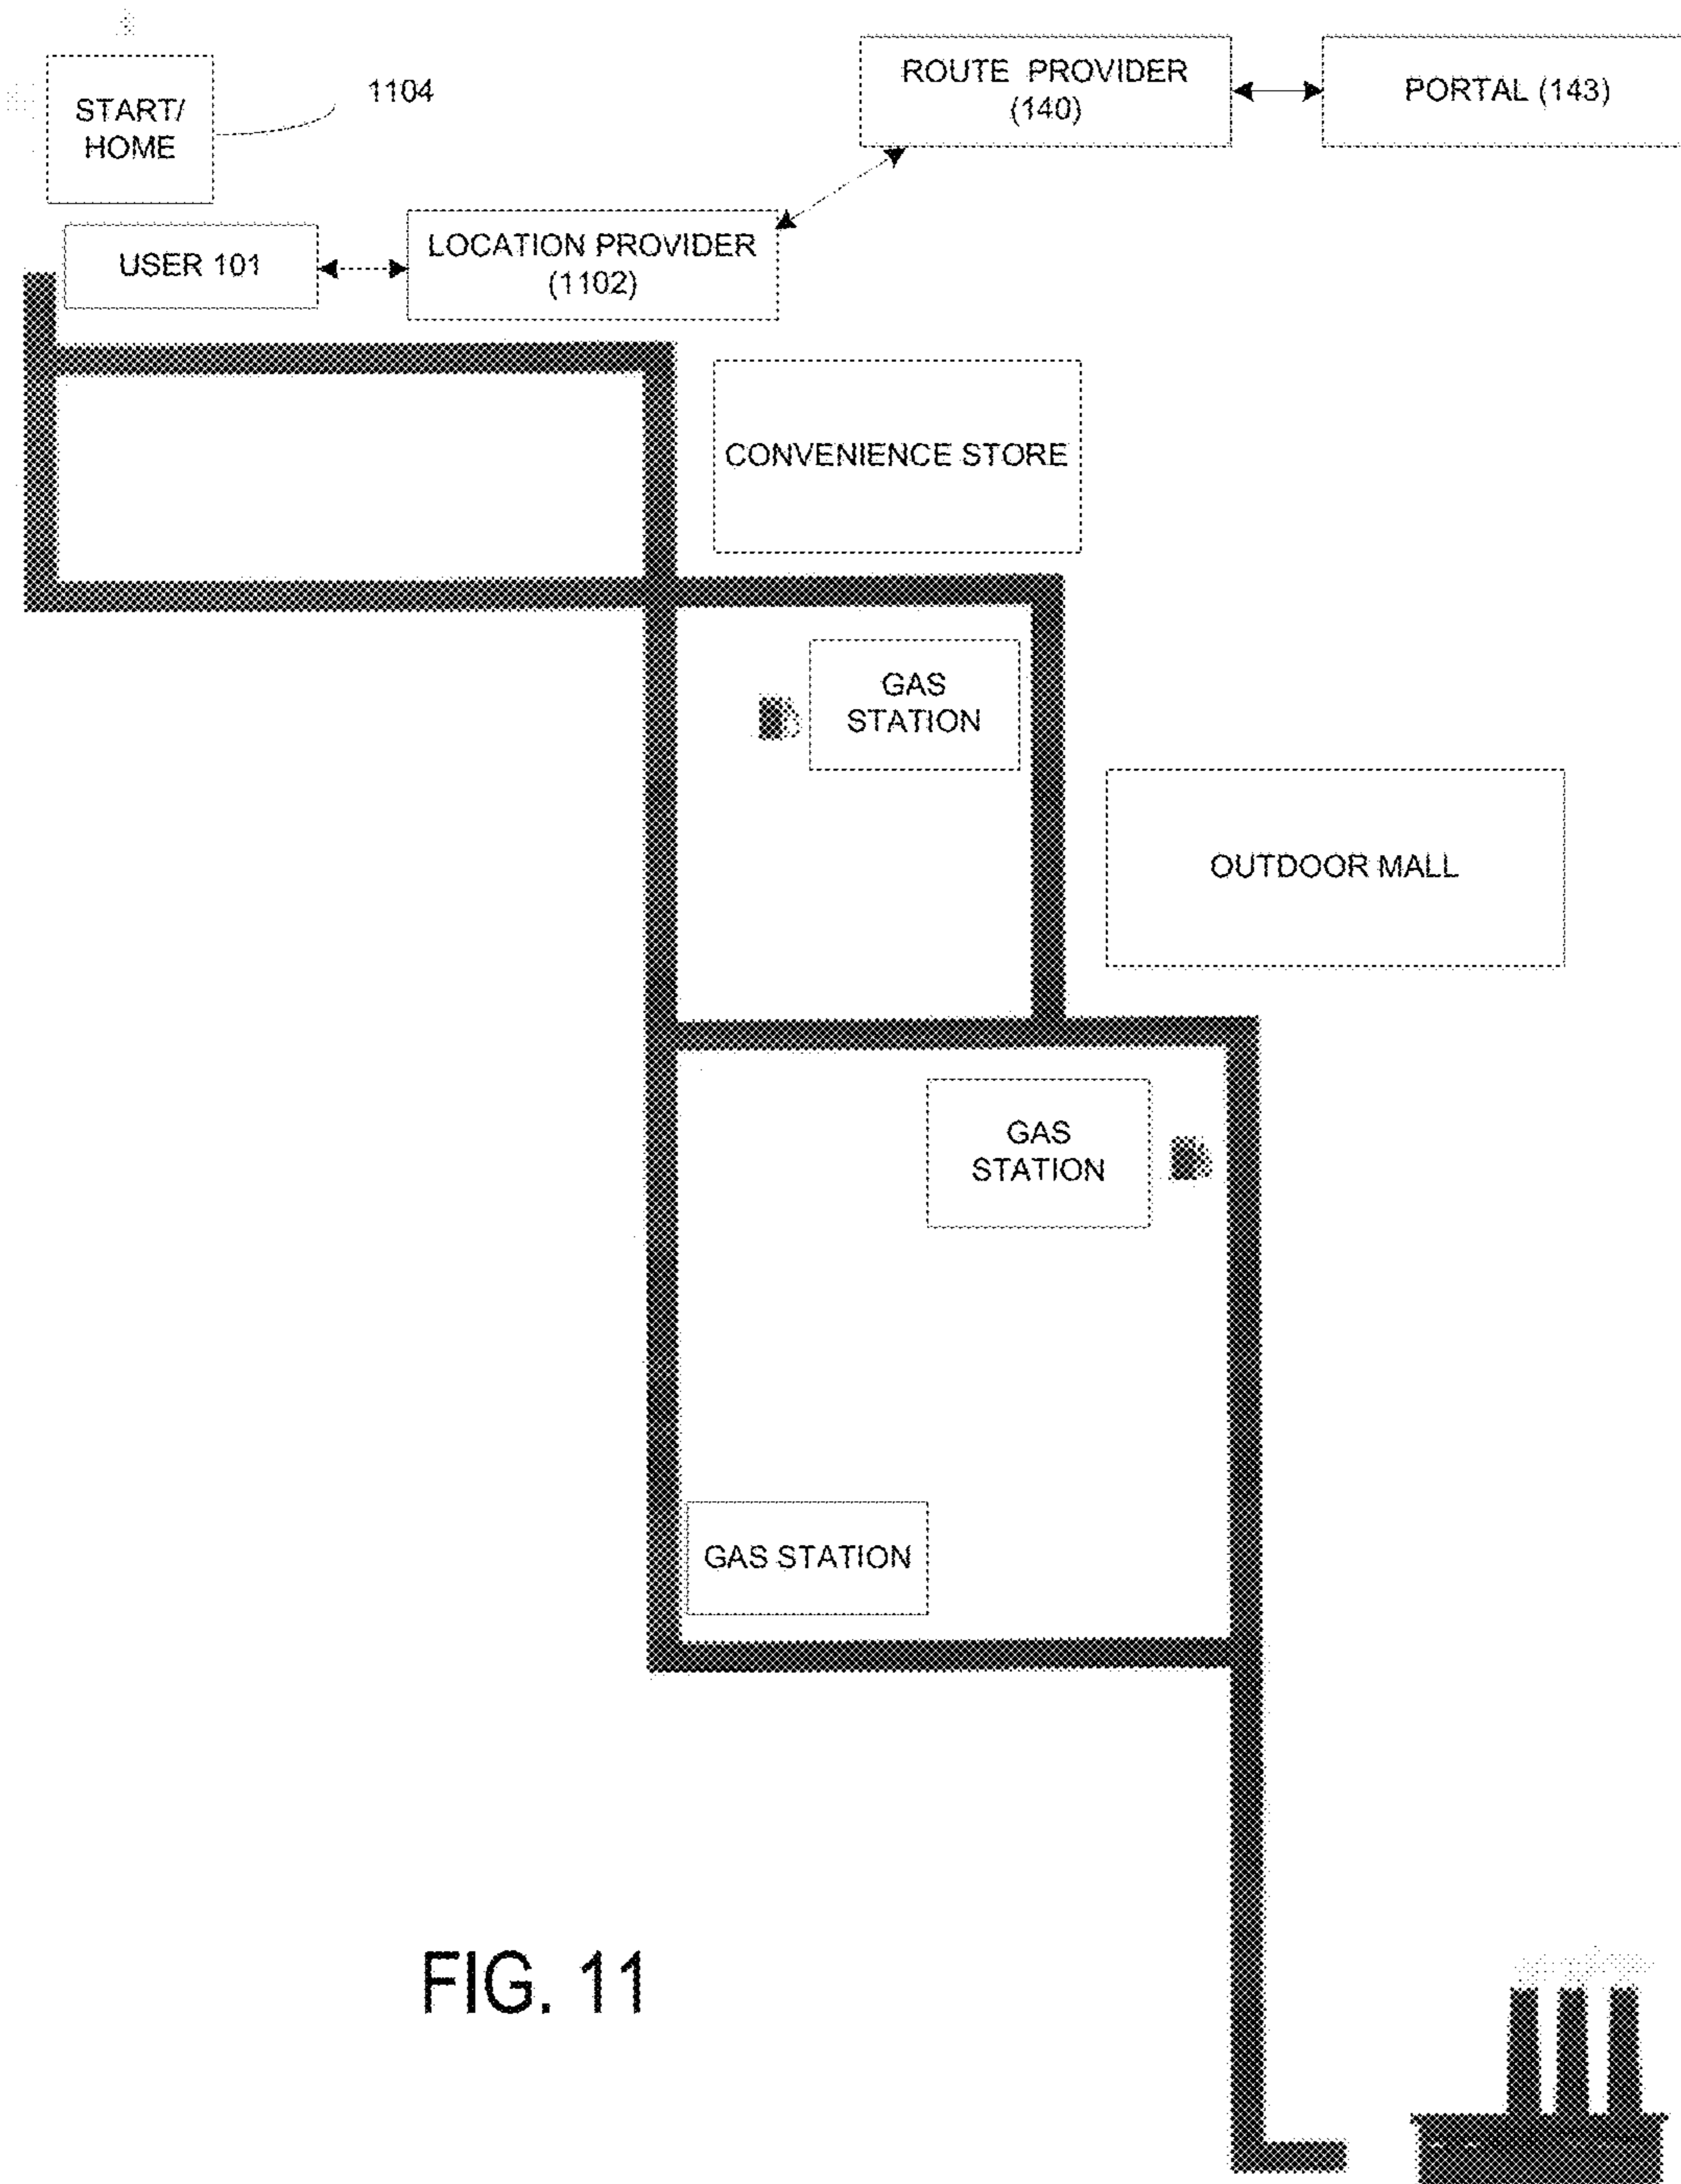 START/
HOME
1104
ROUTE PROVIDER
(140)
PORTAL (143)
USER 101
LOCATION PROVIDER
(1102)
CONVENIENCE STORE
GAS
STATION
OUTDOOR MALL
GAS
STATION
GAS STATION
FIG. 11